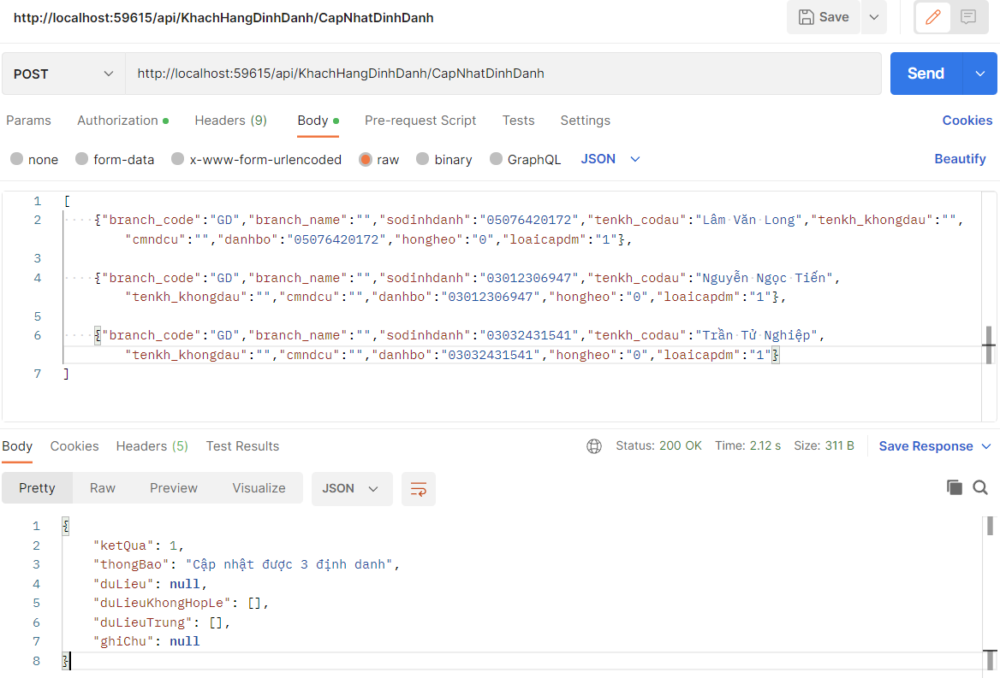 http://localhost:59615/api/KhachHangDinhDanh/CapNhatDinhDanh
Save
POST
http://localhost:59615/api/KhachHangDinhDanh/CapNhatDinhDanh
Send
Params Authorization Headers (9) Body Pre-request Script Tests Settings Cookies
none form-data x-www-form-urlencoded raw binary GraphQL JSON Beautify
1 [
2 ····{"branch_code":"GD","branch_name":"","sodinhdanh":"05076420172","tenkh_codau":"Lâm·Văn·Long","tenkh_khongdau":"",
"cmndcu":"","danhbo":"05076420172","hongheo":"0","loaicapdm":"1"},
3
4 ····{"branch_code":"GD","branch_name":"","sodinhdanh":"03012306947","tenkh_codau":"Nguyễn·Ngọc·Tiến",
"tenkh_khongdau":"","cmndcu":"","danhbo":"03012306947","hongheo":"0","loaicapdm":"1"},
5
6 ····{"branch_code":"GD","branch_name":"","sodinhdanh":"03032431541","tenkh_codau":"Trần·Tử·Nghiệp",
"tenkh_khongdau":"","cmndcu":"","danhbo":"03032431541","hongheo":"0","loaicapdm":"1"}
7 ]
Body Cookies Headers (5) Test Results Status: 200 OK Time: 2.12 s Size: 311 B Save Response
Pretty Raw Preview Visualize JSON
1 {
2 "ketQua": 1,
3 "thongBao": "Cập nhật được 3 định danh",
4 "duLieu": null,
5 "duLieuKhongHopLe": [],
6 "duLieuTrung": [],
7 "ghiChu": null
8 }